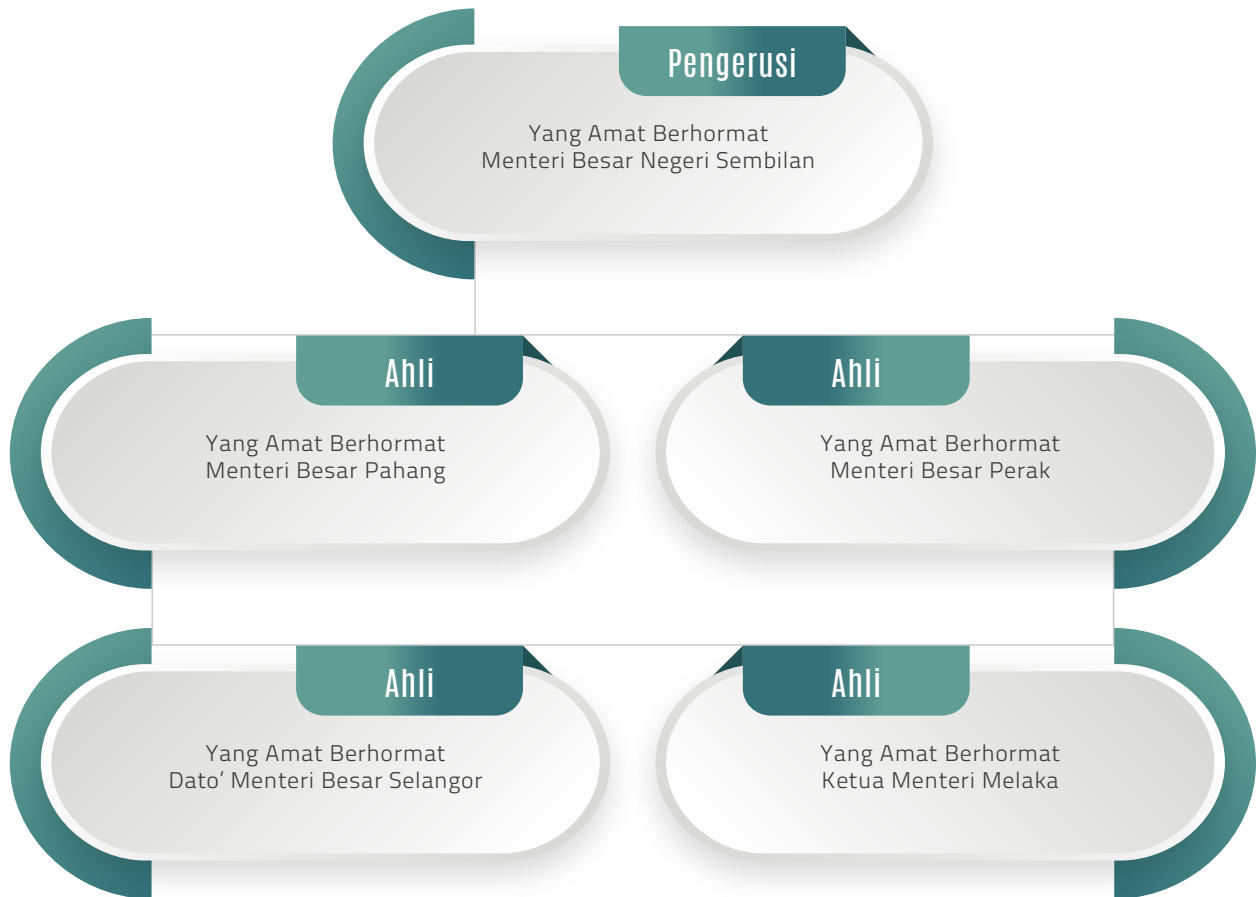 Pengerusi
Yang Amat Berhormat
Menteri Besar Negeri Sembilan
Ahli
Yang Amat Berhormat
Menteri Besar Pahang
Ahli
Yang Amat Berhormat
Menteri Besar Perak
Ahli
Yang Amat Berhormat
Dato’ Menteri Besar Selangor
Ahli
Yang Amat Berhormat
Ketua Menteri Melaka